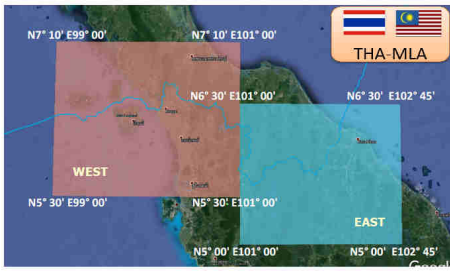 THA-MLA
N7° 10' E99° 00'
N7° 10' E101° 00'
N6° 30' E101° 00'
N6° 30' E102° 45'
WEST
N5° 30' E99° 00'
N5° 30' E101° 00'
EAST
N5° 00' E101° 00'
N5° 00' E102° 45'